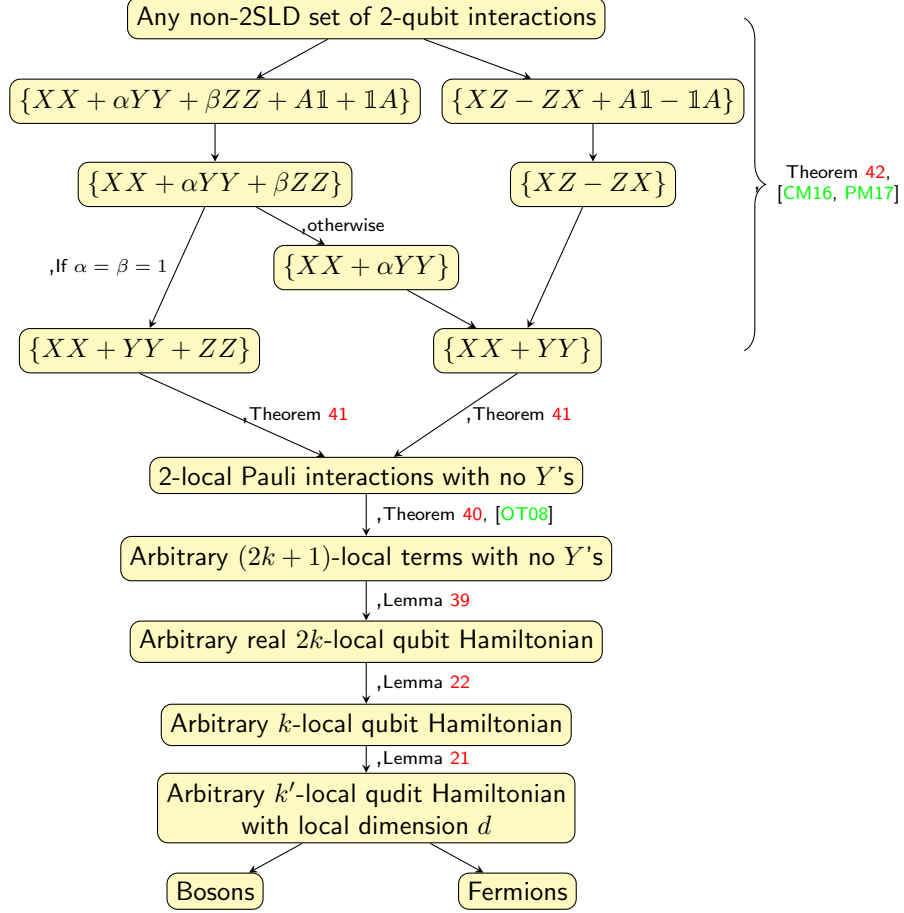 Any non-2SLD set of 2-qubit interactions
{XX + αYY + βZZ + A𝟙 + 𝟙A}
{XZ − ZX + A𝟙 − 𝟙A}
{XX + αYY + βZZ}
{XZ − ZX}
, Theorem 42,
[CM16, PM17]
,otherwise
,If α = β = 1
{XX + αYY}
{XX + YY + ZZ}
{XX + YY}
,Theorem 41
,Theorem 41
2-local Pauli interactions with no Y's
,Theorem 40, [OT08]
Arbitrary (2k + 1)-local terms with no Y's
,Lemma 39
Arbitrary real 2k-local qubit Hamiltonian
,Lemma 22
Arbitrary k-local qubit Hamiltonian
,Lemma 21
Arbitrary k′-local qudit Hamiltonian
with local dimension d
Bosons
Fermions